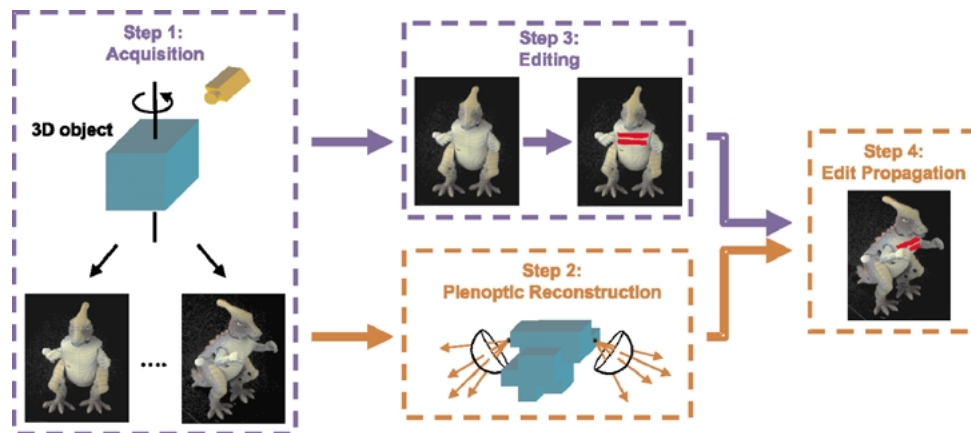 Step 1:
Acquisition
3D object
....
Step 3:
Editing
Step 2:
Plenoptic Reconstruction
Step 4:
Edit Propagation